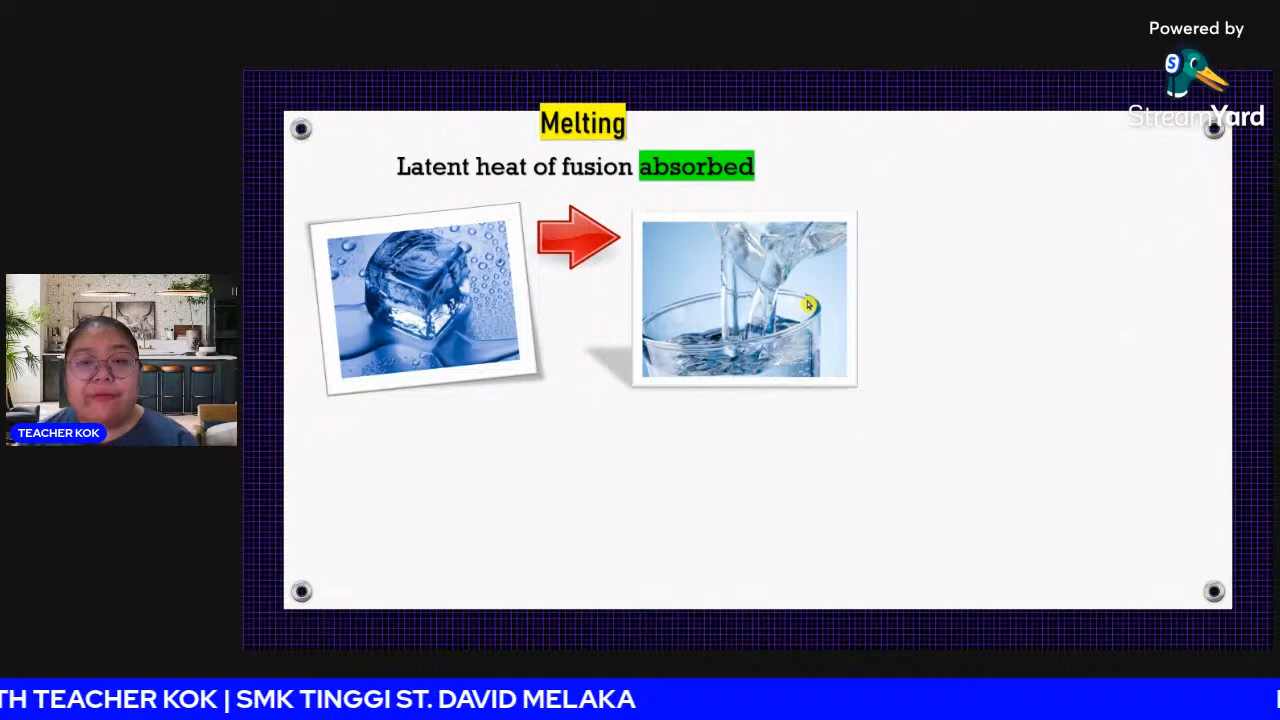 Powered by
S
StreamYard
Melting
Latent heat of fusion absorbed
TEACHER KOK
TH TEACHER KOK | SMK TINGGI ST. DAVID MELAKA